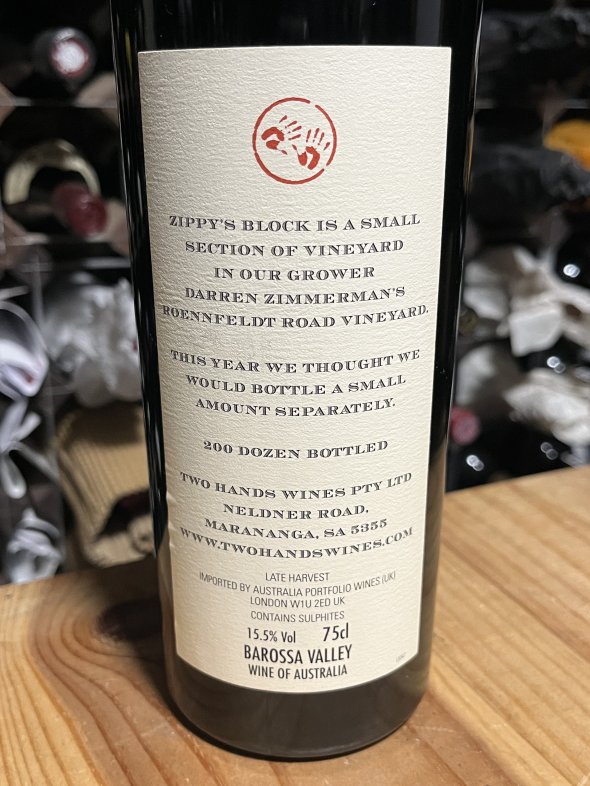 ZIPPY'S BLOCK IS A SMALL
SECTION OF VINEYARD
IN OUR GROWER
DARREN ZIMMERMAN'S
ROENNFELDT ROAD VINEYARD.
THIS YEAR WE THOUGHT WE
WOULD BOTTLE A SMALL
AMOUNT SEPARATELY.
200 DOZEN BOTTLED
TWO HANDS WINES PTY LTD
NELDNER ROAD,
MARANANGA, SA 5355
WWW.TWOHANDSWINES.COM
LATE HARVEST
IMPORTED BY AUSTRALIA PORTFOLIO WINES (UK)
LONDON W1U 2ED UK
CONTAINS SULPHITES
15.5% Vol 75cl
BAROSSA VALLEY
WINE OF AUSTRALIA